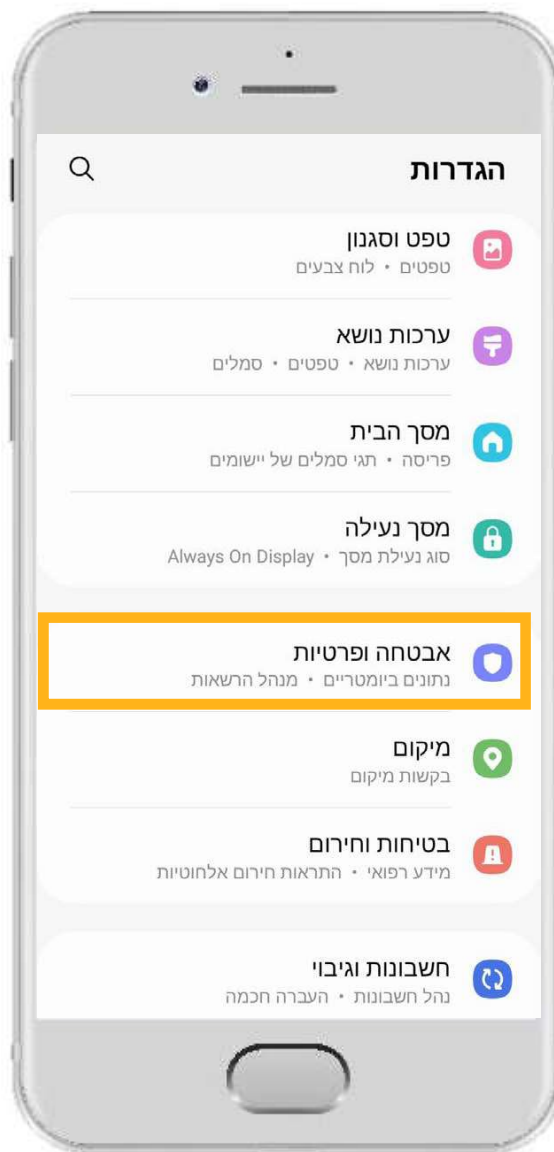 הגדרות
טפט וסגנון
טפטים • לוח צבעים
ערכות נושא
ערכות נושא • טפטים • סמלים
מסך הבית
פריסה • תגי סמלים של יישומים
מסך נעילה
סוג נעילת מסך • Always On Display
אבטחה ופרטיות
נתונים ביומטריים • מנהל הרשאות
מיקום
בקשות מיקום
בטיחות וחירום
מידע רפואי • התראות חירום אלחוטיות
חשבונות וגיבוי
נהל חשבונות • העברה חכמה